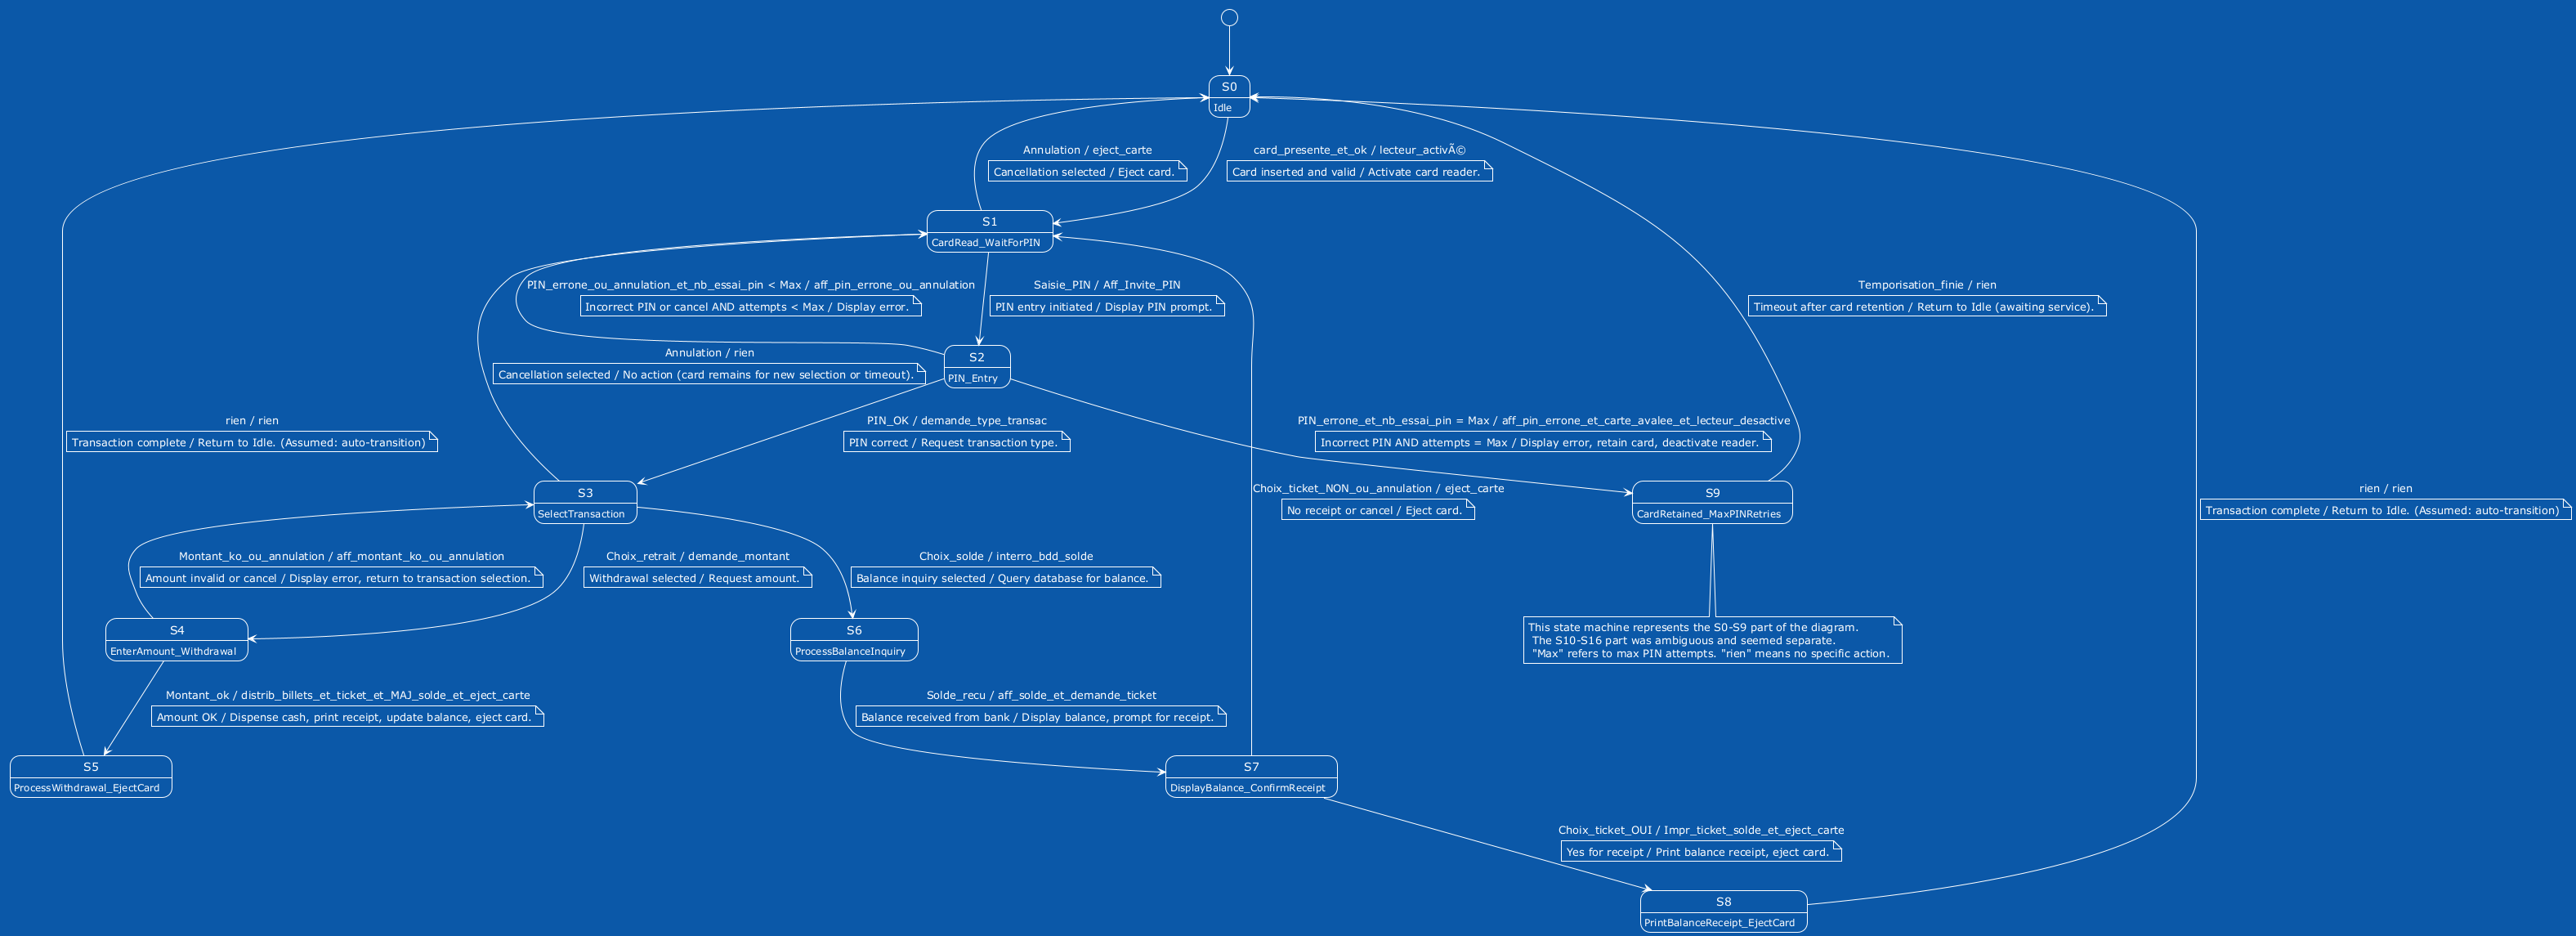 S0
Idle
Annulation / eject_carte
Cancellation selected / Eject card.
card_presente_et_ok / lecteur_activÃ©
Card inserted and valid / Activate card reader.
S1
CardRead_WaitForPIN
PIN_errone_ou_annulation_et_nb_essai_pin < Max / aff_pin_errone_ou_annulation
Incorrect PIN or cancel AND attempts < Max / Display error.
Saisie_PIN / Aff_Invite_PIN
PIN entry initiated / Display PIN prompt.
Temporisation_finie / rien
Timeout after card retention / Return to Idle (awaiting service).
S2
PIN_Entry
Annulation / rien
Cancellation selected / No action (card remains for new selection or timeout).
rien / rien
Transaction complete / Return to Idle. (Assumed: auto-transition)
PIN_OK / demande_type_transac
PIN correct / Request transaction type.
PIN_errone_et_nb_essai_pin = Max / aff_pin_errone_et_carte_avalee_et_lecteur_desactive
Incorrect PIN AND attempts = Max / Display error, retain card, deactivate reader.
S3
SelectTransaction
Choix_ticket_NON_ou_annulation / eject_carte
No receipt or cancel / Eject card.
S9
CardRetained_MaxPINRetries
rien / rien
Transaction complete / Return to Idle. (Assumed: auto-transition)
Montant_ko_ou_annulation / aff_montant_ko_ou_annulation
Amount invalid or cancel / Display error, return to transaction selection.
Choix_retrait / demande_montant
Withdrawal selected / Request amount.
Choix_solde / interro_bdd_solde
Balance inquiry selected / Query database for balance.
S4
EnterAmount_Withdrawal
S6
ProcessBalanceInquiry
This state machine represents the S0-S9 part of the diagram.
The S10-S16 part was ambiguous and seemed separate.
"Max" refers to max PIN attempts. "rien" means no specific action.
Montant_ok / distrib_billets_et_ticket_et_MAJ_solde_et_eject_carte
Amount OK / Dispense cash, print receipt, update balance, eject card.
Solde_recu / aff_solde_et_demande_ticket
Balance received from bank / Display balance, prompt for receipt.
S5
ProcessWithdrawal_EjectCard
S7
DisplayBalance_ConfirmReceipt
Choix_ticket_OUI / Impr_ticket_solde_et_eject_carte
Yes for receipt / Print balance receipt, eject card.
S8
PrintBalanceReceipt_EjectCard